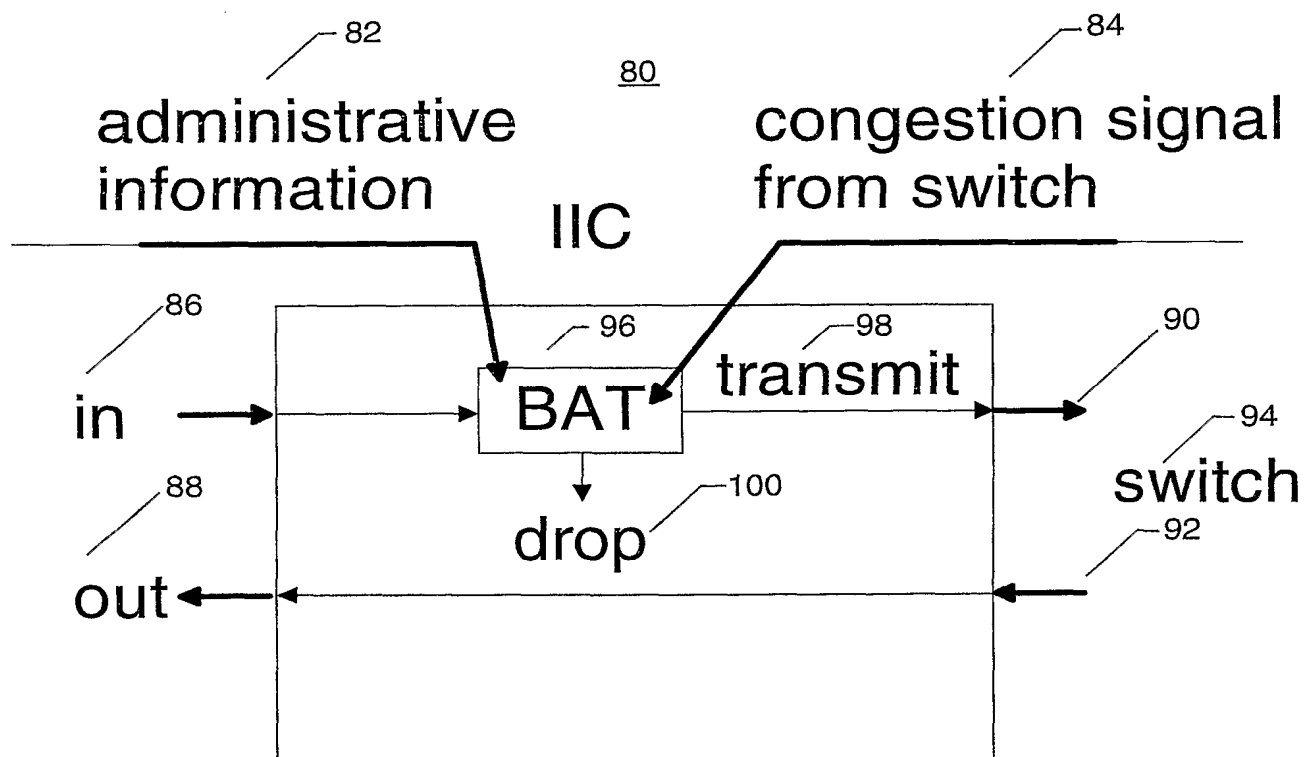 82
84
80
administrative
information
congestion signal
from switch
IIC
86
96
98
90
transmit
in
BAT
94
switch
88
100
drop
92
out